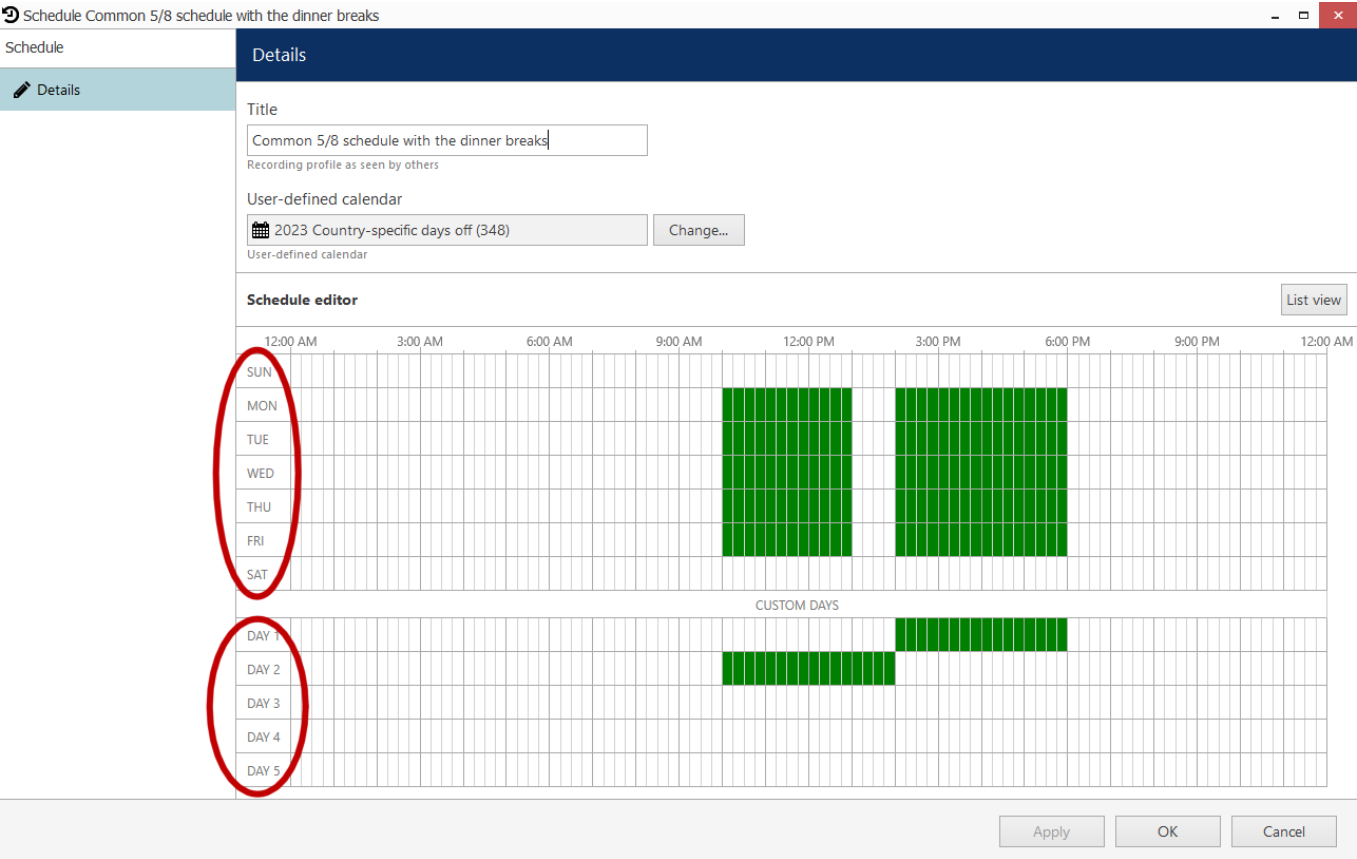 Schedule Common 5/8 schedule with the dinner breaks
Schedule
Details
Details
Title
Common 5/8 schedule with the dinner breaks
Recording profile as seen by others
User-defined calendar
2023 Country-specific days off (348)
Change...
User-defined calendar
Schedule editor
List view
12:00 AM 3:00 AM 6:00 AM 9:00 AM 12:00 PM 3:00 PM 6:00 PM 9:00 PM 12:00 AM
SUN
MON
TUE
WED
THU
FRI
SAT
CUSTOM DAYS
DAY 1
DAY 2
DAY 3
DAY 4
DAY 5
Apply OK Cancel